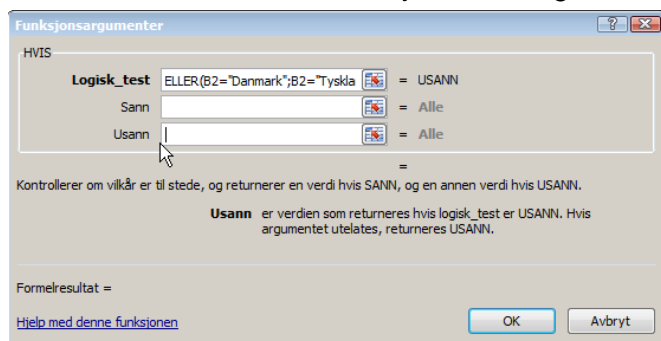 Funksjonsargumenter
HVIS
Logisk_test ELLER(B2="Danmark";B2="Tyskla = USANN
Sann = Alle
Usann = Alle
=
Kontrollerer om vilkår er til stede, og returnerer en verdi hvis SANN, og en annen verdi hvis USANN.
Usann er verdien som returneres hvis logisk_test er USANN. Hvis
argumentet utelates, returneres USANN.
Formelresultat =
Hjelp med denne funksjonen OK Avbryt